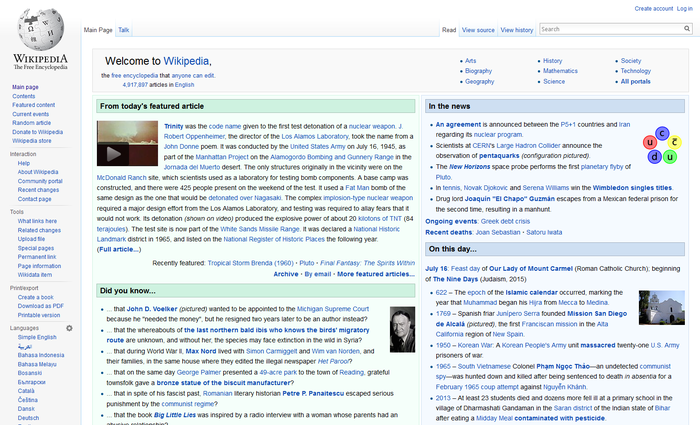 Create account Log in
WIKIPEDIA
The Free Encyclopedia
Main Page Talk
Read View source View history Search
Main page
Contents
Featured content
Current events
Random article
Donate to Wikipedia
Wikipedia store
Interaction
Help
About Wikipedia
Community portal
Recent changes
Contact page
Tools
What links here
Related changes
Upload file
Special pages
Permanent link
Page information
Wikidata item
Print/export
Create a book
Download as PDF
Printable version
Languages
Simple English
العربية
Bahasa Indonesia
Bahasa Melayu
Bosanski
Български
Català
Čeština
Dansk
Deutsch
Welcome to Wikipedia,
the free encyclopedia that anyone can edit.
4,917,897 articles in English
Arts
Biography
Geography
History
Mathematics
Science
Society
Technology
All portals
From today's featured article
Trinity was the code name given to the first test detonation of a nuclear weapon. J.
Robert Oppenheimer, the director of the Los Alamos Laboratory, took the name from a
John Donne poem. It was conducted by the United States Army on July 16, 1945, as
part of the Manhattan Project on the Alamogordo Bombing and Gunnery Range in the
Jornada del Muerto desert. The only structures originally in the vicinity were on the
McDonald Ranch site, which scientists used as a laboratory for testing bomb components. A base camp was
constructed, and there were 425 people present on the weekend of the test. It used a Fat Man bomb of the
same design as the one that would be detonated over Nagasaki. The complex implosion-type nuclear weapon
required a major design effort from the Los Alamos Laboratory, and testing was required to allay fears that it
would not work. Its detonation (shown on video) produced the explosive power of about 20 kilotons of TNT (84
terajoules). The test site is now part of the White Sands Missile Range. It was declared a National Historic
Landmark district in 1965, and listed on the National Register of Historic Places the following year.
(Full article...)
Recently featured: Tropical Storm Brenda (1960) · Pluto · Final Fantasy: The Spirits Within
Archive · By email · More featured articles...
Did you know...
... that John D. Voelker (pictured) wanted to be appointed to the Michigan Supreme Court
because he "needed the money", but he resigned two years later to be an author instead?
... that the whereabouts of the last northern bald ibis who knows the birds' migratory
route are unknown, and without her, the species may face extinction in the wild in Syria?
... that during World War II, Max Nord lived with Simon Carmiggelt and Wim van Norden, and
their families, in the same house where they edited the illegal newspaper Het Parool?
... that on the same day George Palmer presented a 49-acre park to the town of Reading, grateful
townsfolk gave a bronze statue of the biscuit manufacturer?
... that in spite of his fascist past, Romanian literary historian Petre P. Panaitescu escaped serious
punishment by the communist regime?
... that the book Big Little Lies was inspired by a radio interview with a woman whose parents had an
abusive relationship?
In the news
An agreement is announced between the P5+1 countries and Iran
regarding its nuclear program.
Scientists at CERN's Large Hadron Collider announce the
observation of pentaquarks (configuration pictured).
The New Horizons space probe performs the first planetary flyby of
Pluto.
In tennis, Novak Djokovic and Serena Williams win the Wimbledon singles titles.
Drug lord Joaquín "El Chapo" Guzmán escapes from a Mexican federal prison for
the second time, resulting in a manhunt.
Ongoing events: Greek debt crisis
Recent deaths: Joan Sebastian · Satoru Iwata
c
u
c
d
u
On this day...
July 16: Feast day of Our Lady of Mount Carmel (Roman Catholic Church); beginning
of The Nine Days (Judaism, 2015)
622 – The epoch of the Islamic calendar occurred, marking the
year that Muhammad began his Hijra from Mecca to Medina.
1769 – Spanish friar Junípero Serra founded Mission San Diego
de Alcalá (pictured), the first Franciscan mission in the Alta
California region of New Spain.
1950 – Korean War: A Korean People's Army unit massacred twenty-one U.S. Army
prisoners of war.
1965 – South Vietnamese Colonel Phạm Ngọc Thảo—an undetected communist
spy—was hunted down and killed after being sentenced to death in absentia for a
February 1965 coup attempt against Nguyễn Khánh.
2013 – At least 23 students died and dozens more fell ill at a primary school in the
village of Dharmashati Gandaman in the Saran district of the Indian state of Bihar
after eating a Midday Meal contaminated with pesticide.